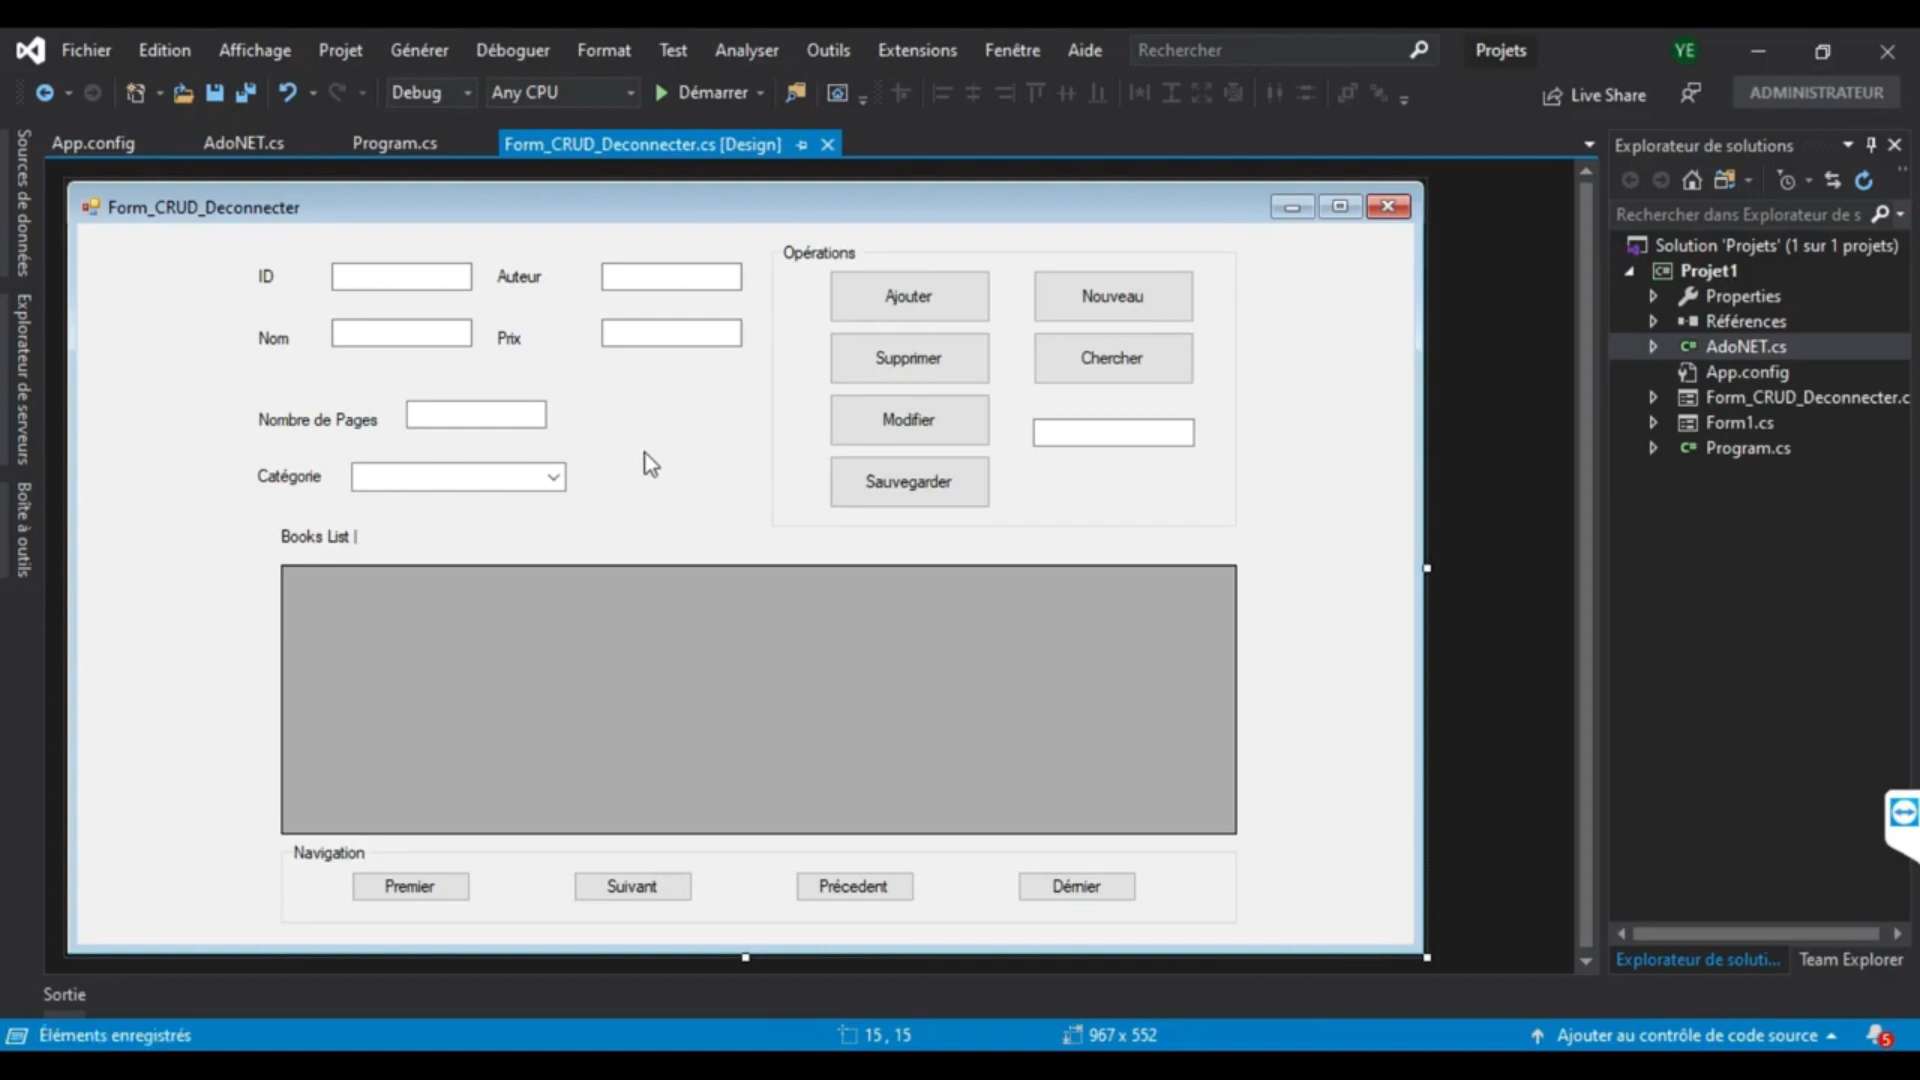 Fichier Edition Affichage Projet Générer Déboguer Format Test Analyser Outils Extensions Fenêtre Aide Rechercher Projets YE
Debug Any CPU Démarrer Live Share ADMINISTRATEUR
App.config AdoNET.cs Program.cs Form_CRUD_Deconnecter.cs [Design]
Sources de données
Explorateur de serveurs
Boîte à outils
Form_CRUD_Deconnecter
ID Auteur
Nom Prix
Nombre de Pages
Catégorie
Opérations
Ajouter Nouveau
Supprimer Chercher
Modifier
Sauvegarder
Books List |
Navigation
Premier Suivant Précedent Dérnier
Explorateur de solutions
Rechercher dans Explorateur de s
Solution 'Projets' (1 sur 1 projets)
Projet1
Properties
Références
AdoNET.cs
App.config
Form_CRUD_Deconnecter.c
Form1.cs
Program.cs
Explorateur de soluti... Team Explorer
Sortie
Éléments enregistrés 15 , 15 967 x 552 Ajouter au contrôle de code source 5